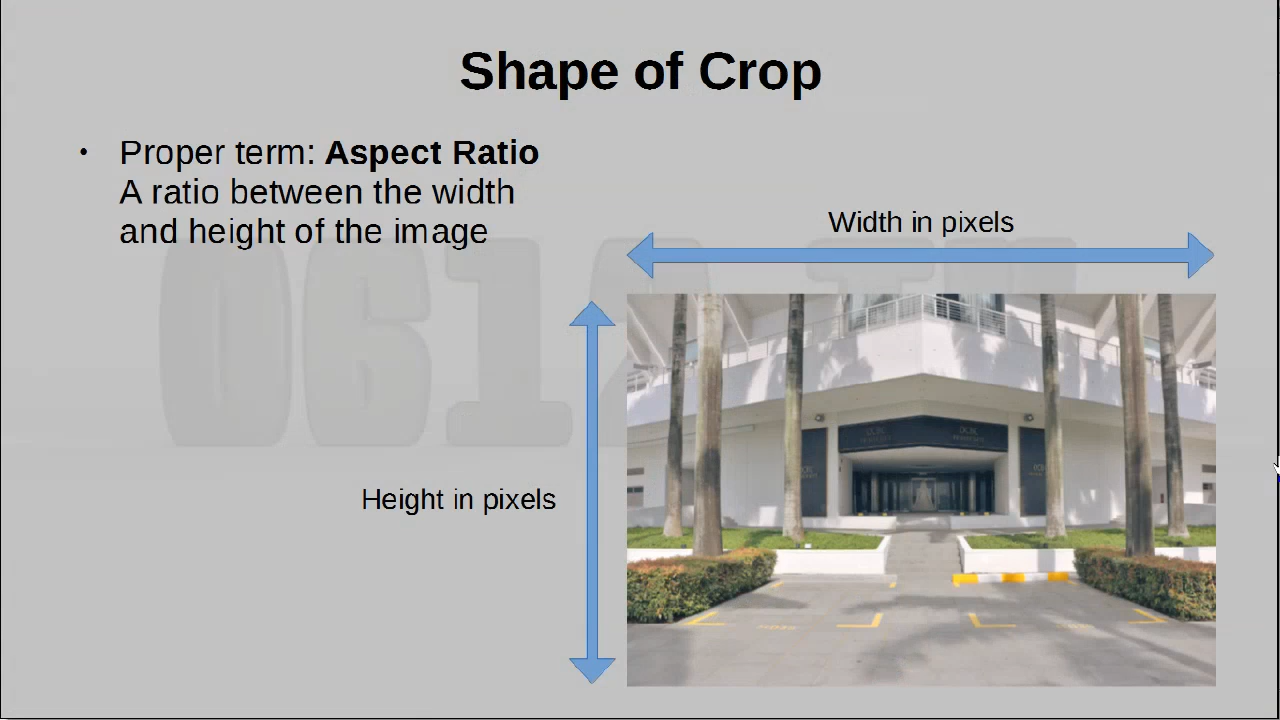 Shape of Crop
• Proper term: Aspect Ratio
A ratio between the width
and height of the image
Width in pixels
Height in pixels